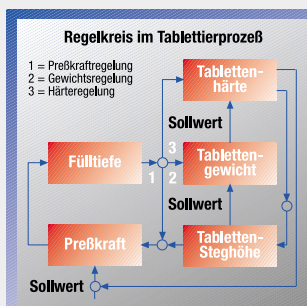 Regelkreis im Tablettierprozeß
1 = Preßkraftregelung
2 = Gewichtsregelung
3 = Härteregelung
Tabletten-
härte
Sollwert
Fülltiefe
1
3
2
Tabletten-
gewicht
Sollwert
Preßkraft
Tabletten-
Steghöhe
Sollwert